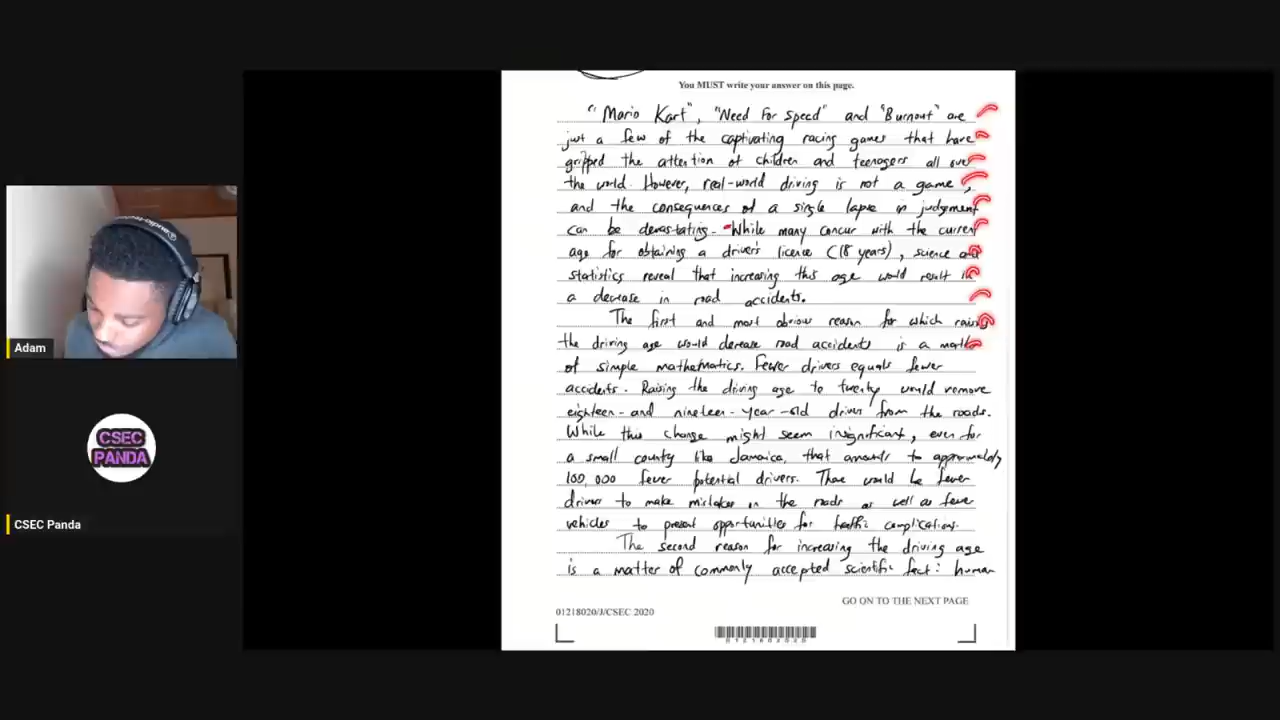 You MUST write your answer on this page.
"Mario Kart", "Need For Speed" and "Burnout" are
just a few of the captivating racing games that have
gripped the attention of children and teenagers all over
the world. However, real-world driving is not a game,
and the consequences of a single lapse in judgement
can be devastating. While many concur with the current
age for obtaining a driver's licence (18 years), science and
statistics reveal that increasing this age would result in
a decrease in road accidents.
The first and most obvious reason for which raising
the driving age would decrease road accidents is a matter
of simple mathematics. Fewer drivers equals fewer
accidents. Raising the driving age to twenty would remove
eighteen- and nineteen-year-old drivers from the roads.
While this change might seem insignificant, even for
a small country like Jamaica, that amounts to approximately
100,000 fewer potential drivers. There would be fewer
drivers to make mistakes on the roads as well as fewer
vehicles to present opportunities for traffic complications.
The second reason for increasing the driving age
is a matter of commonly accepted scientific fact: human
GO ON TO THE NEXT PAGE
01218020/J/CSEC 2020
Adam
CSEC
PANDA
CSEC Panda